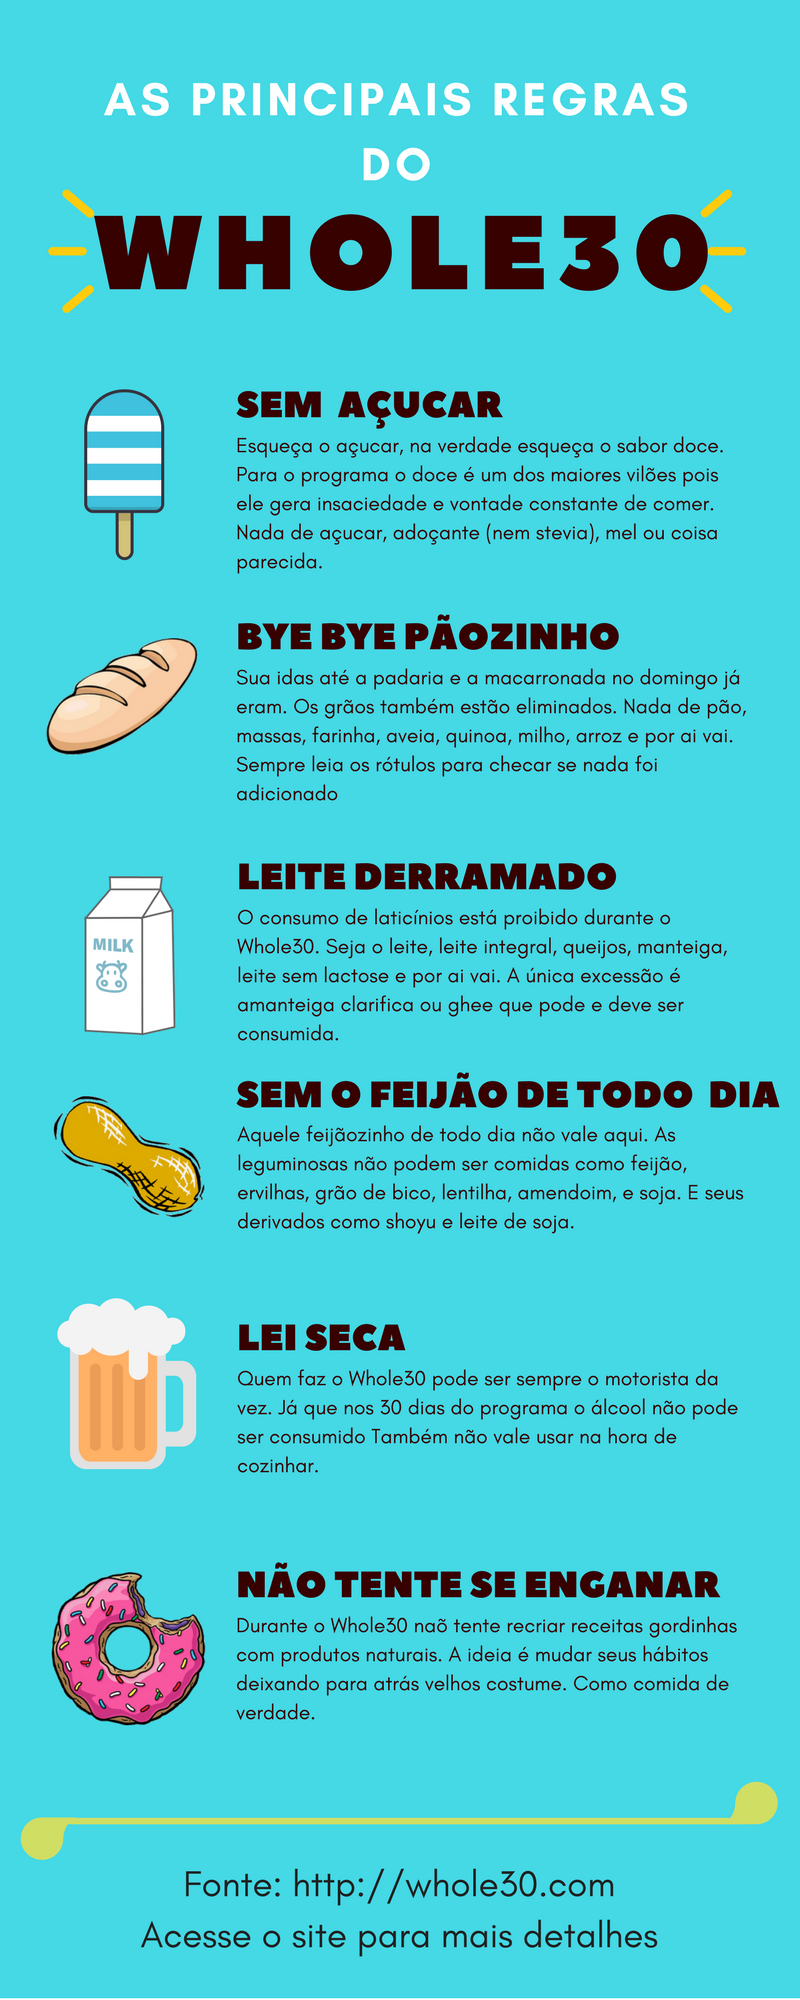 AS PRINCIPAIS REGRAS
DO
WHOLE30
SEM AÇUCAR
Esqueça o açucar, na verdade esqueça o sabor doce.
Para o programa o doce é um dos maiores vilões pois
ele gera insaciedade e vontade constante de comer.
Nada de açucar, adoçante (nem stevia), mel ou coisa
parecida.
BYE BYE PÃOZINHO
Sua idas até a padaria e a macarronada no domingo já
eram. Os grãos também estão eliminados. Nada de pão,
massas, farinha, aveia, quinoa, milho, arroz e por ai vai.
Sempre leia os rótulos para checar se nada foi
adicionado
MILK
LEITE DERRAMADO
O consumo de laticínios está proibido durante o
Whole30. Seja o leite, leite integral, queijos, manteiga,
leite sem lactose e por ai vai. A única excessão é
amanteiga clarifica ou ghee que pode e deve ser
consumida.
SEM O FEIJÃO DE TODO DIA
Aquele feijãozinho de todo dia não vale aqui. As
leguminosas não podem ser comidas como feijão,
ervilhas, grão de bico, lentilha, amendoim, e soja. E seus
derivados como shoyu e leite de soja.
LEI SECA
Quem faz o Whole30 pode ser sempre o motorista da
vez. Já que nos 30 dias do programa o álcool não pode
ser consumido Também não vale usar na hora de
cozinhar.
NÃO TENTE SE ENGANAR
Durante o Whole30 naõ tente recriar receitas gordinhas
com produtos naturais. A ideia é mudar seus hábitos
deixando para atrás velhos costume. Como comida de
verdade.
Fonte: http://whole30.com
Acesse o site para mais detalhes